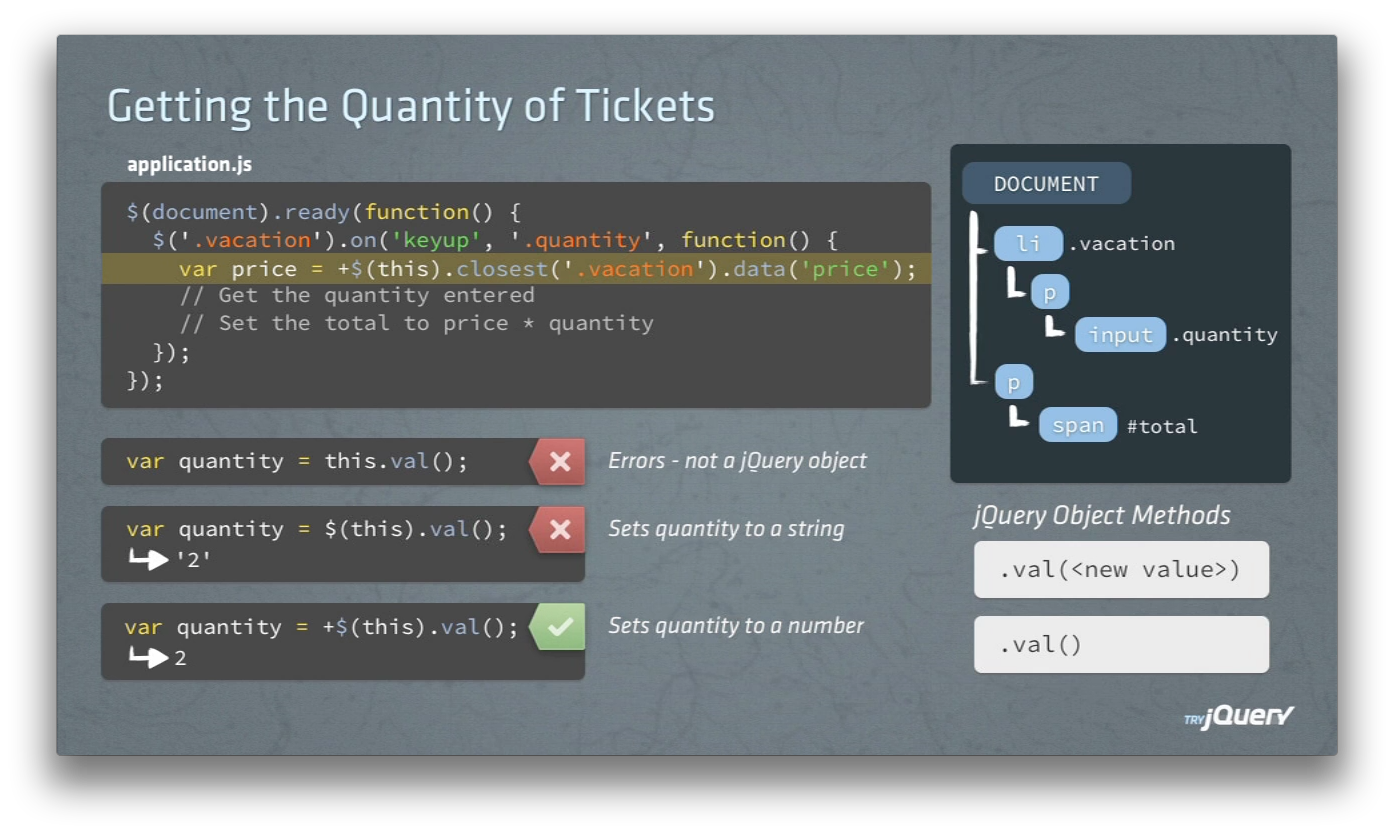 Getting the Quantity of Tickets
application.js
$(document).ready(function() {
$('.vacation').on('keyup', '.quantity', function() {
var price = +$(this).closest('.vacation').data('price');
// Get the quantity entered
// Set the total to price * quantity
});
});
var quantity = this.val();
Errors - not a jQuery object
var quantity = $(this).val();
'2'
Sets quantity to a string
var quantity = +$(this).val();
2
Sets quantity to a number
DOCUMENT
li .vacation
p
input .quantity
p
span #total
jQuery Object Methods
.val(<new value>)
.val()
TRY jQuery